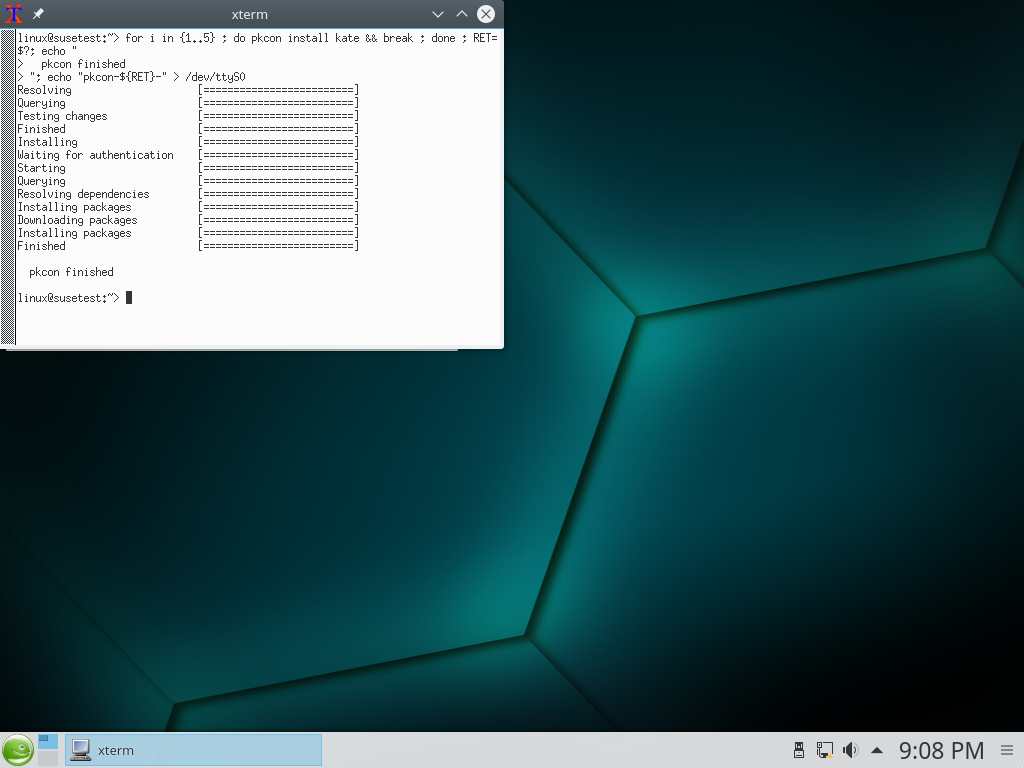 xterm
linux@susetest:~> for i in {1..5} ; do pkcon install kate && break ; done ; RET=
$?; echo "
>   pkcon finished
> "; echo "pkcon-${RET}-" > /dev/ttyS0
Resolving [=========================]
Querying [=========================]
Testing changes [=========================]
Finished [=========================]
Installing [=========================]
Waiting for authentication [=========================]
Starting [=========================]
Querying [=========================]
Resolving dependencies [=========================]
Installing packages [=========================]
Downloading packages [=========================]
Installing packages [=========================]
Finished [=========================]
pkcon finished
linux@susetest:~>
xterm
9:08 PM